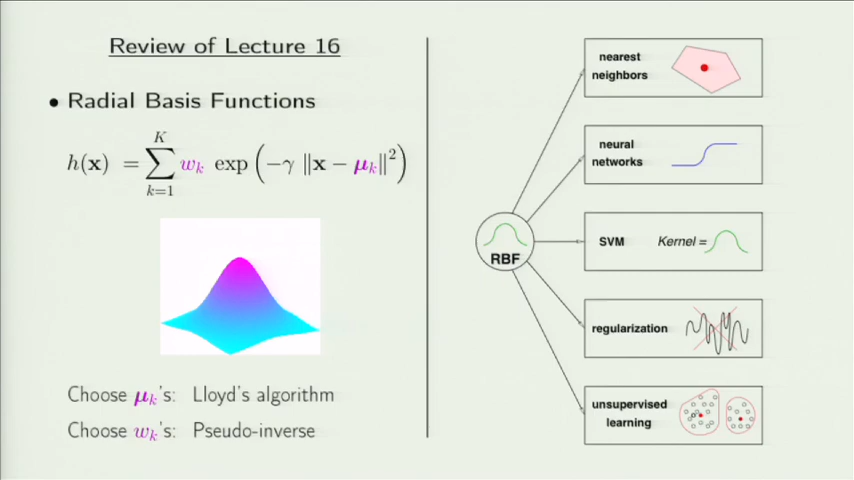 Review of Lecture 16
• Radial Basis Functions
h(x) = ∑_{k=1}^{K} w_k exp(−γ ‖x − μ_k‖²)
Choose μ_k's: Lloyd's algorithm
Choose w_k's: Pseudo-inverse
RBF
nearest
neighbors
neural
networks
SVM Kernel =
regularization
unsupervised
learning